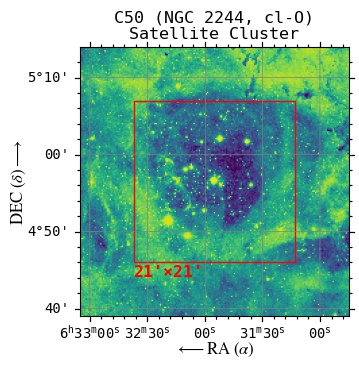 C50 (NGC 2244, cl-O)
Satellite Cluster
5°10'
00'
4°50'
40'
DEC (δ) ⟶
21'×21'
6ʰ33ᵐ00ˢ 32ᵐ30ˢ 00ˢ 31ᵐ30ˢ 00ˢ
⟵ RA (α)